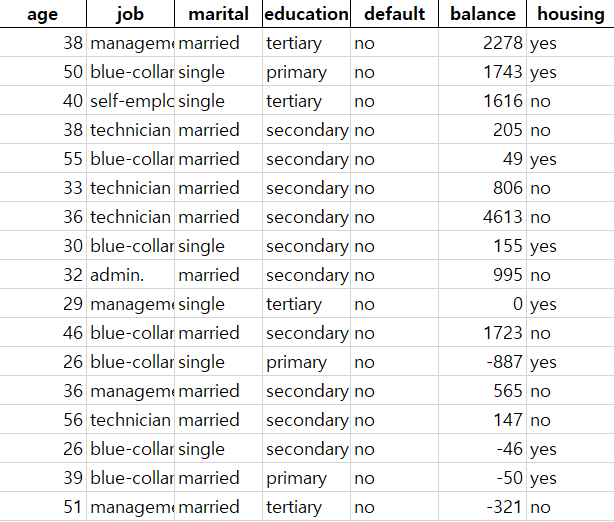 age job marital education default balance housing
38 managem married tertiary no 2278 yes
50 blue-collar single primary no 1743 yes
40 self-emplo single tertiary no 1616 no
38 technician married secondary no 205 no
55 blue-collar married secondary no 49 yes
33 technician married secondary no 806 no
36 technician married secondary no 4613 no
30 blue-collar single secondary no 155 yes
32 admin. married secondary no 995 no
29 managem single tertiary no 0 yes
46 blue-collar married secondary no 1723 no
26 blue-collar single primary no -887 yes
36 managem married secondary no 565 no
56 technician married secondary no 147 no
26 blue-collar single secondary no -46 yes
39 blue-collar married primary no -50 yes
51 managem married tertiary no -321 no